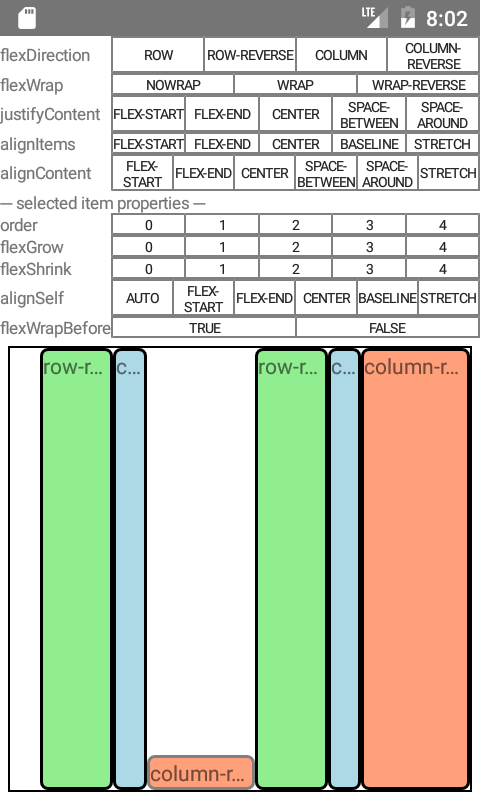 LTE 8:02
flexDirection ROW ROW-REVERSE COLUMN COLUMN-
REVERSE
flexWrap NOWRAP WRAP WRAP-REVERSE
justifyContent FLEX-START FLEX-END CENTER SPACE-
BETWEEN SPACE-
AROUND
alignItems FLEX-START FLEX-END CENTER BASELINE STRETCH
alignContent FLEX-
START FLEX-END CENTER SPACE-
BETWEEN SPACE-
AROUND STRETCH
— selected item properties —
order 0 1 2 3 4
flexGrow 0 1 2 3 4
flexShrink 0 1 2 3 4
alignSelf AUTO FLEX-
START FLEX-END CENTER BASELINE STRETCH
flexWrapBefore TRUE FALSE
row-r... c... row-r... c... column-r...
column-r...